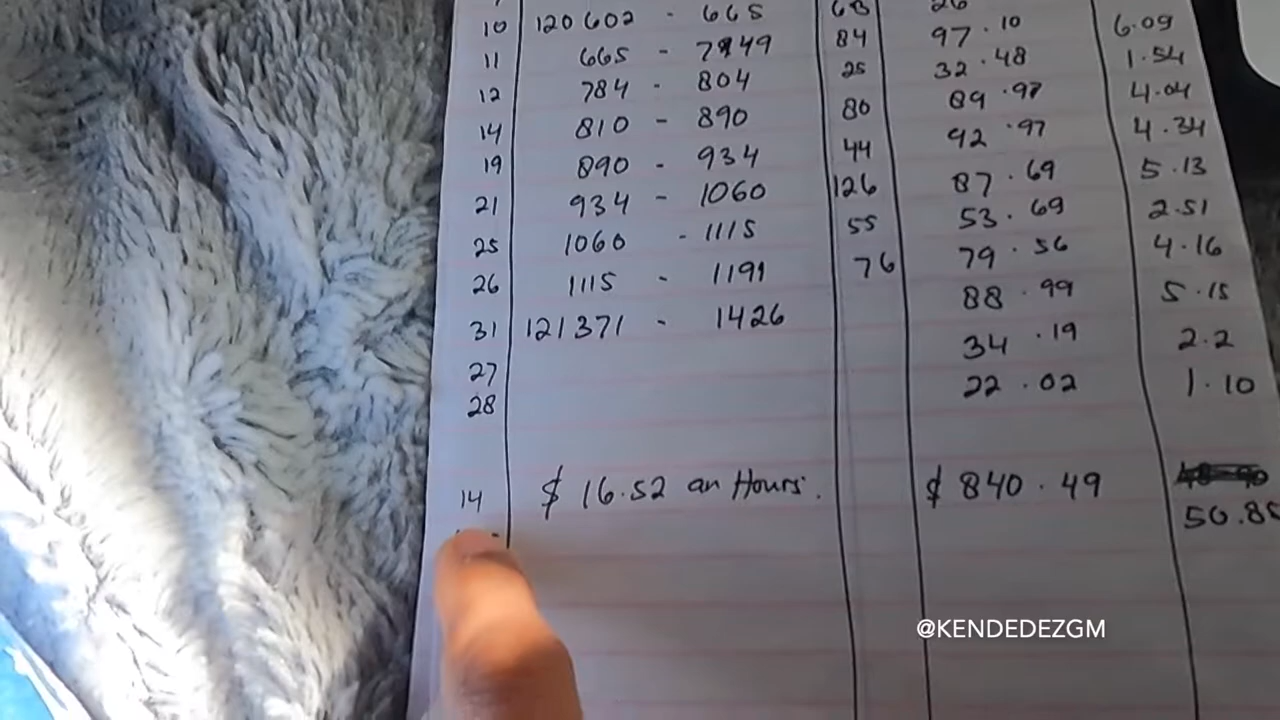 10 120602 - 665 68 26
11 665 - 7849 84 97.10 6.09
12 784 - 804 25 32.48 1.54
14 810 - 890 80 89.97 4.04
19 890 - 934 44 92.97 4.34
21 934 - 1060 126 87.69 5.13
25 1060 - 1115 55 53.69 2.51
26 1115 - 1191 76 79.56 4.16
31 121371 - 1426 88.99 5.15
27 34.19 2.2
28 22.02 1.10
14 $ 16.52 an Hours. $ 840.49
@KENDEDEZGM